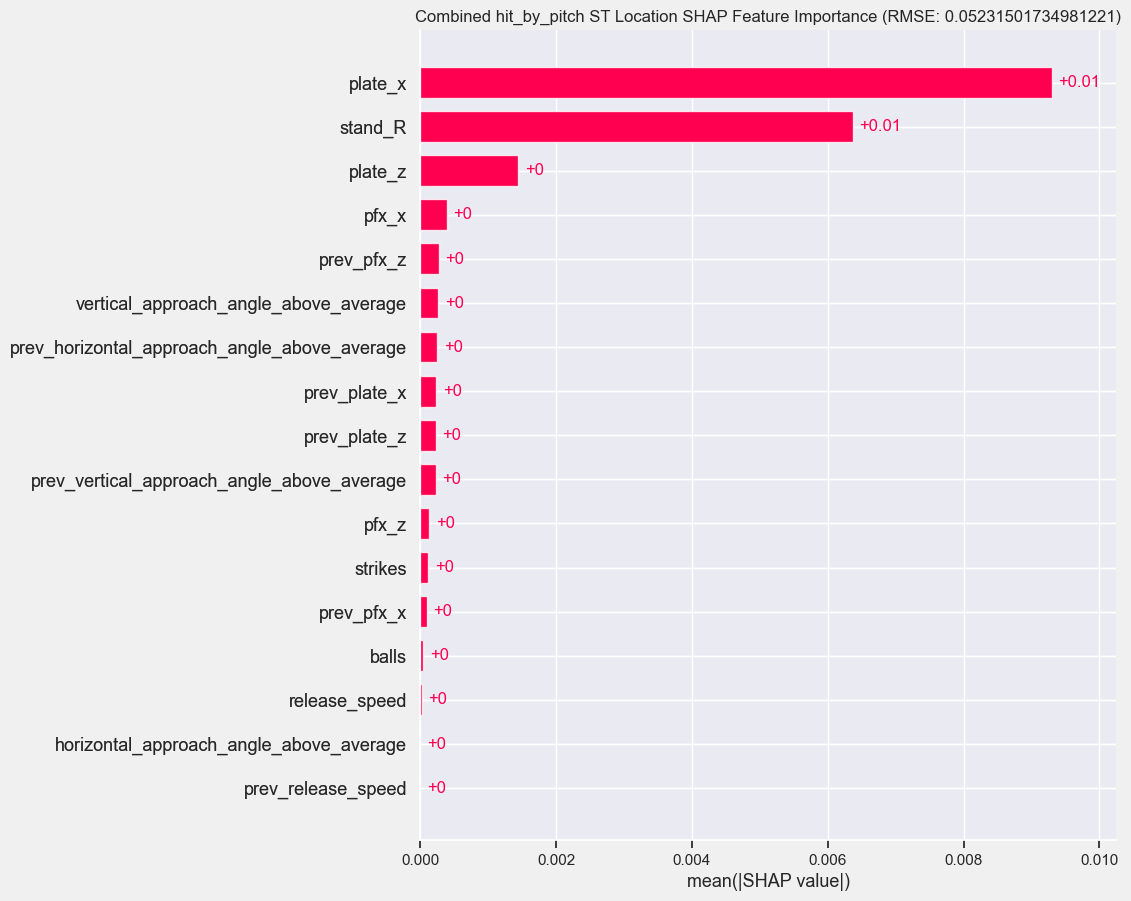 Combined hit_by_pitch ST Location SHAP Feature Importance (RMSE: 0.05231501734981221)
plate_x +0.01
stand_R +0.01
plate_z +0
pfx_x +0
prev_pfx_z +0
vertical_approach_angle_above_average +0
prev_horizontal_approach_angle_above_average +0
prev_plate_x +0
prev_plate_z +0
prev_vertical_approach_angle_above_average +0
pfx_z +0
strikes +0
prev_pfx_x +0
balls +0
release_speed +0
horizontal_approach_angle_above_average +0
prev_release_speed +0
0.000 0.002 0.004 0.006 0.008 0.010
mean(|SHAP value|)